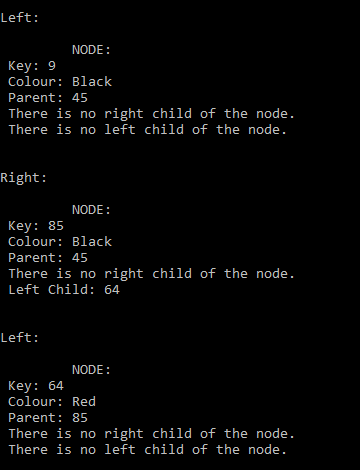 Left:
NODE:
Key: 9
Colour: Black
Parent: 45
There is no right child of the node.
There is no left child of the node.
Right:
NODE:
Key: 85
Colour: Black
Parent: 45
There is no right child of the node.
Left Child: 64
Left:
NODE:
Key: 64
Colour: Red
Parent: 85
There is no right child of the node.
There is no left child of the node.